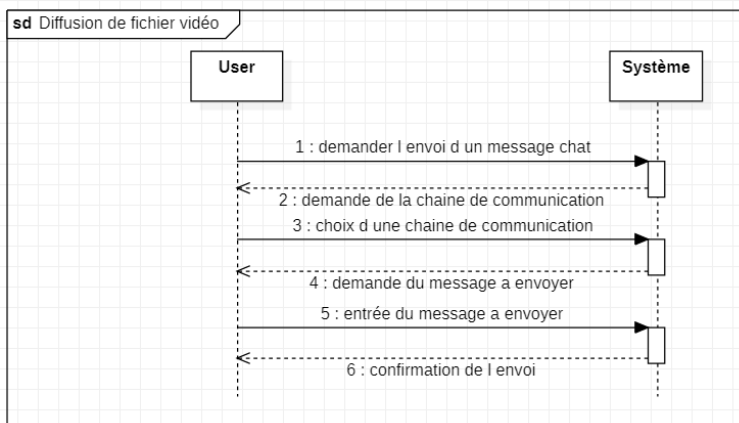 sd Diffusion de fichier vidéo
User
Système
1 : demander l envoi d un message chat
2 : demande de la chaine de communication
3 : choix d une chaine de communication
4 : demande du message a envoyer
5 : entrée du message a envoyer
6 : confirmation de l envoi